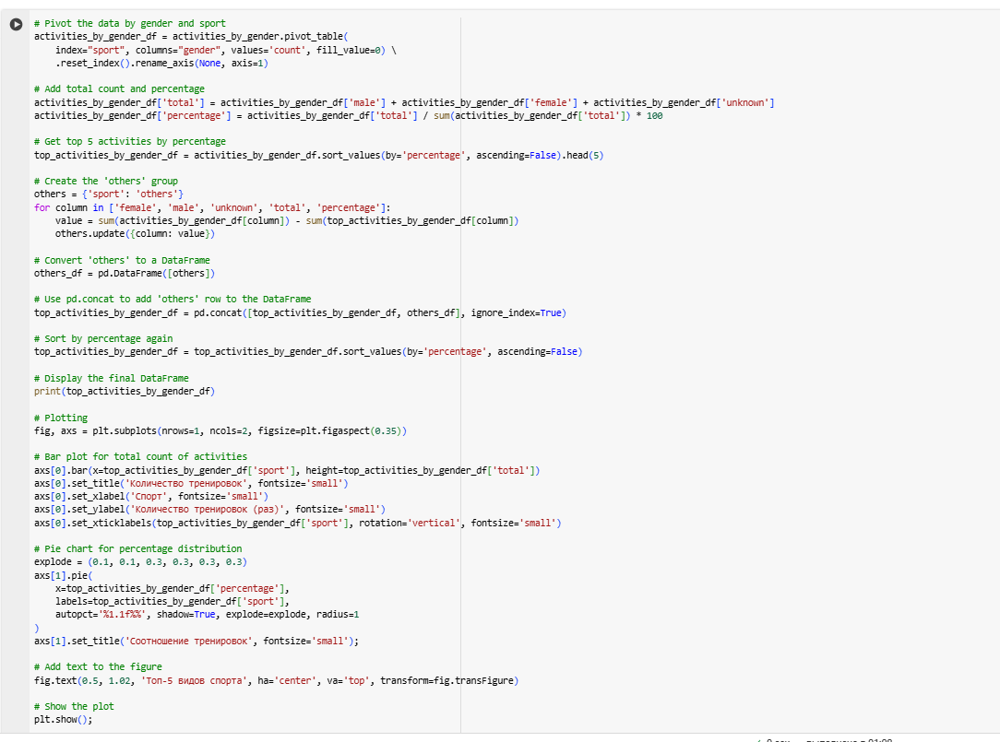 # Pivot the data by gender and sport
activities_by_gender_df = activities_by_gender.pivot_table(
    index="sport", columns="gender", values='count', fill_value=0) \
    .reset_index().rename_axis(None, axis=1)

# Add total count and percentage
activities_by_gender_df['total'] = activities_by_gender_df['male'] + activities_by_gender_df['female'] + activities_by_gender_df['unknown']
activities_by_gender_df['percentage'] = activities_by_gender_df['total'] / sum(activities_by_gender_df['total']) * 100

# Get top 5 activities by percentage
top_activities_by_gender_df = activities_by_gender_df.sort_values(by='percentage', ascending=False).head(5)

# Create the 'others' group
others = {'sport': 'others'}
for column in ['female', 'male', 'unknown', 'total', 'percentage']:
    value = sum(activities_by_gender_df[column]) - sum(top_activities_by_gender_df[column])
    others.update({column: value})

# Convert 'others' to a DataFrame
others_df = pd.DataFrame([others])

# Use pd.concat to add 'others' row to the DataFrame
top_activities_by_gender_df = pd.concat([top_activities_by_gender_df, others_df], ignore_index=True)

# Sort by percentage again
top_activities_by_gender_df = top_activities_by_gender_df.sort_values(by='percentage', ascending=False)

# Display the final DataFrame
print(top_activities_by_gender_df)

# Plotting
fig, axs = plt.subplots(nrows=1, ncols=2, figsize=plt.figaspect(0.35))

# Bar plot for total count of activities
axs[0].bar(x=top_activities_by_gender_df['sport'], height=top_activities_by_gender_df['total'])
axs[0].set_title('Количество тренировок', fontsize='small')
axs[0].set_xlabel('Спорт', fontsize='small')
axs[0].set_ylabel('Количество тренировок (раз)', fontsize='small')
axs[0].set_xticklabels(top_activities_by_gender_df['sport'], rotation='vertical', fontsize='small')

# Pie chart for percentage distribution
explode = (0.1, 0.1, 0.3, 0.3, 0.3, 0.3)
axs[1].pie(
    x=top_activities_by_gender_df['percentage'],
    labels=top_activities_by_gender_df['sport'],
    autopct='%1.1f%%', shadow=True, explode=explode, radius=1
)
axs[1].set_title('Соотношение тренировок', fontsize='small');

# Add text to the figure
fig.text(0.5, 1.02, 'Топ-5 видов спорта', ha='center', va='top', transform=fig.transFigure)

# Show the plot
plt.show();